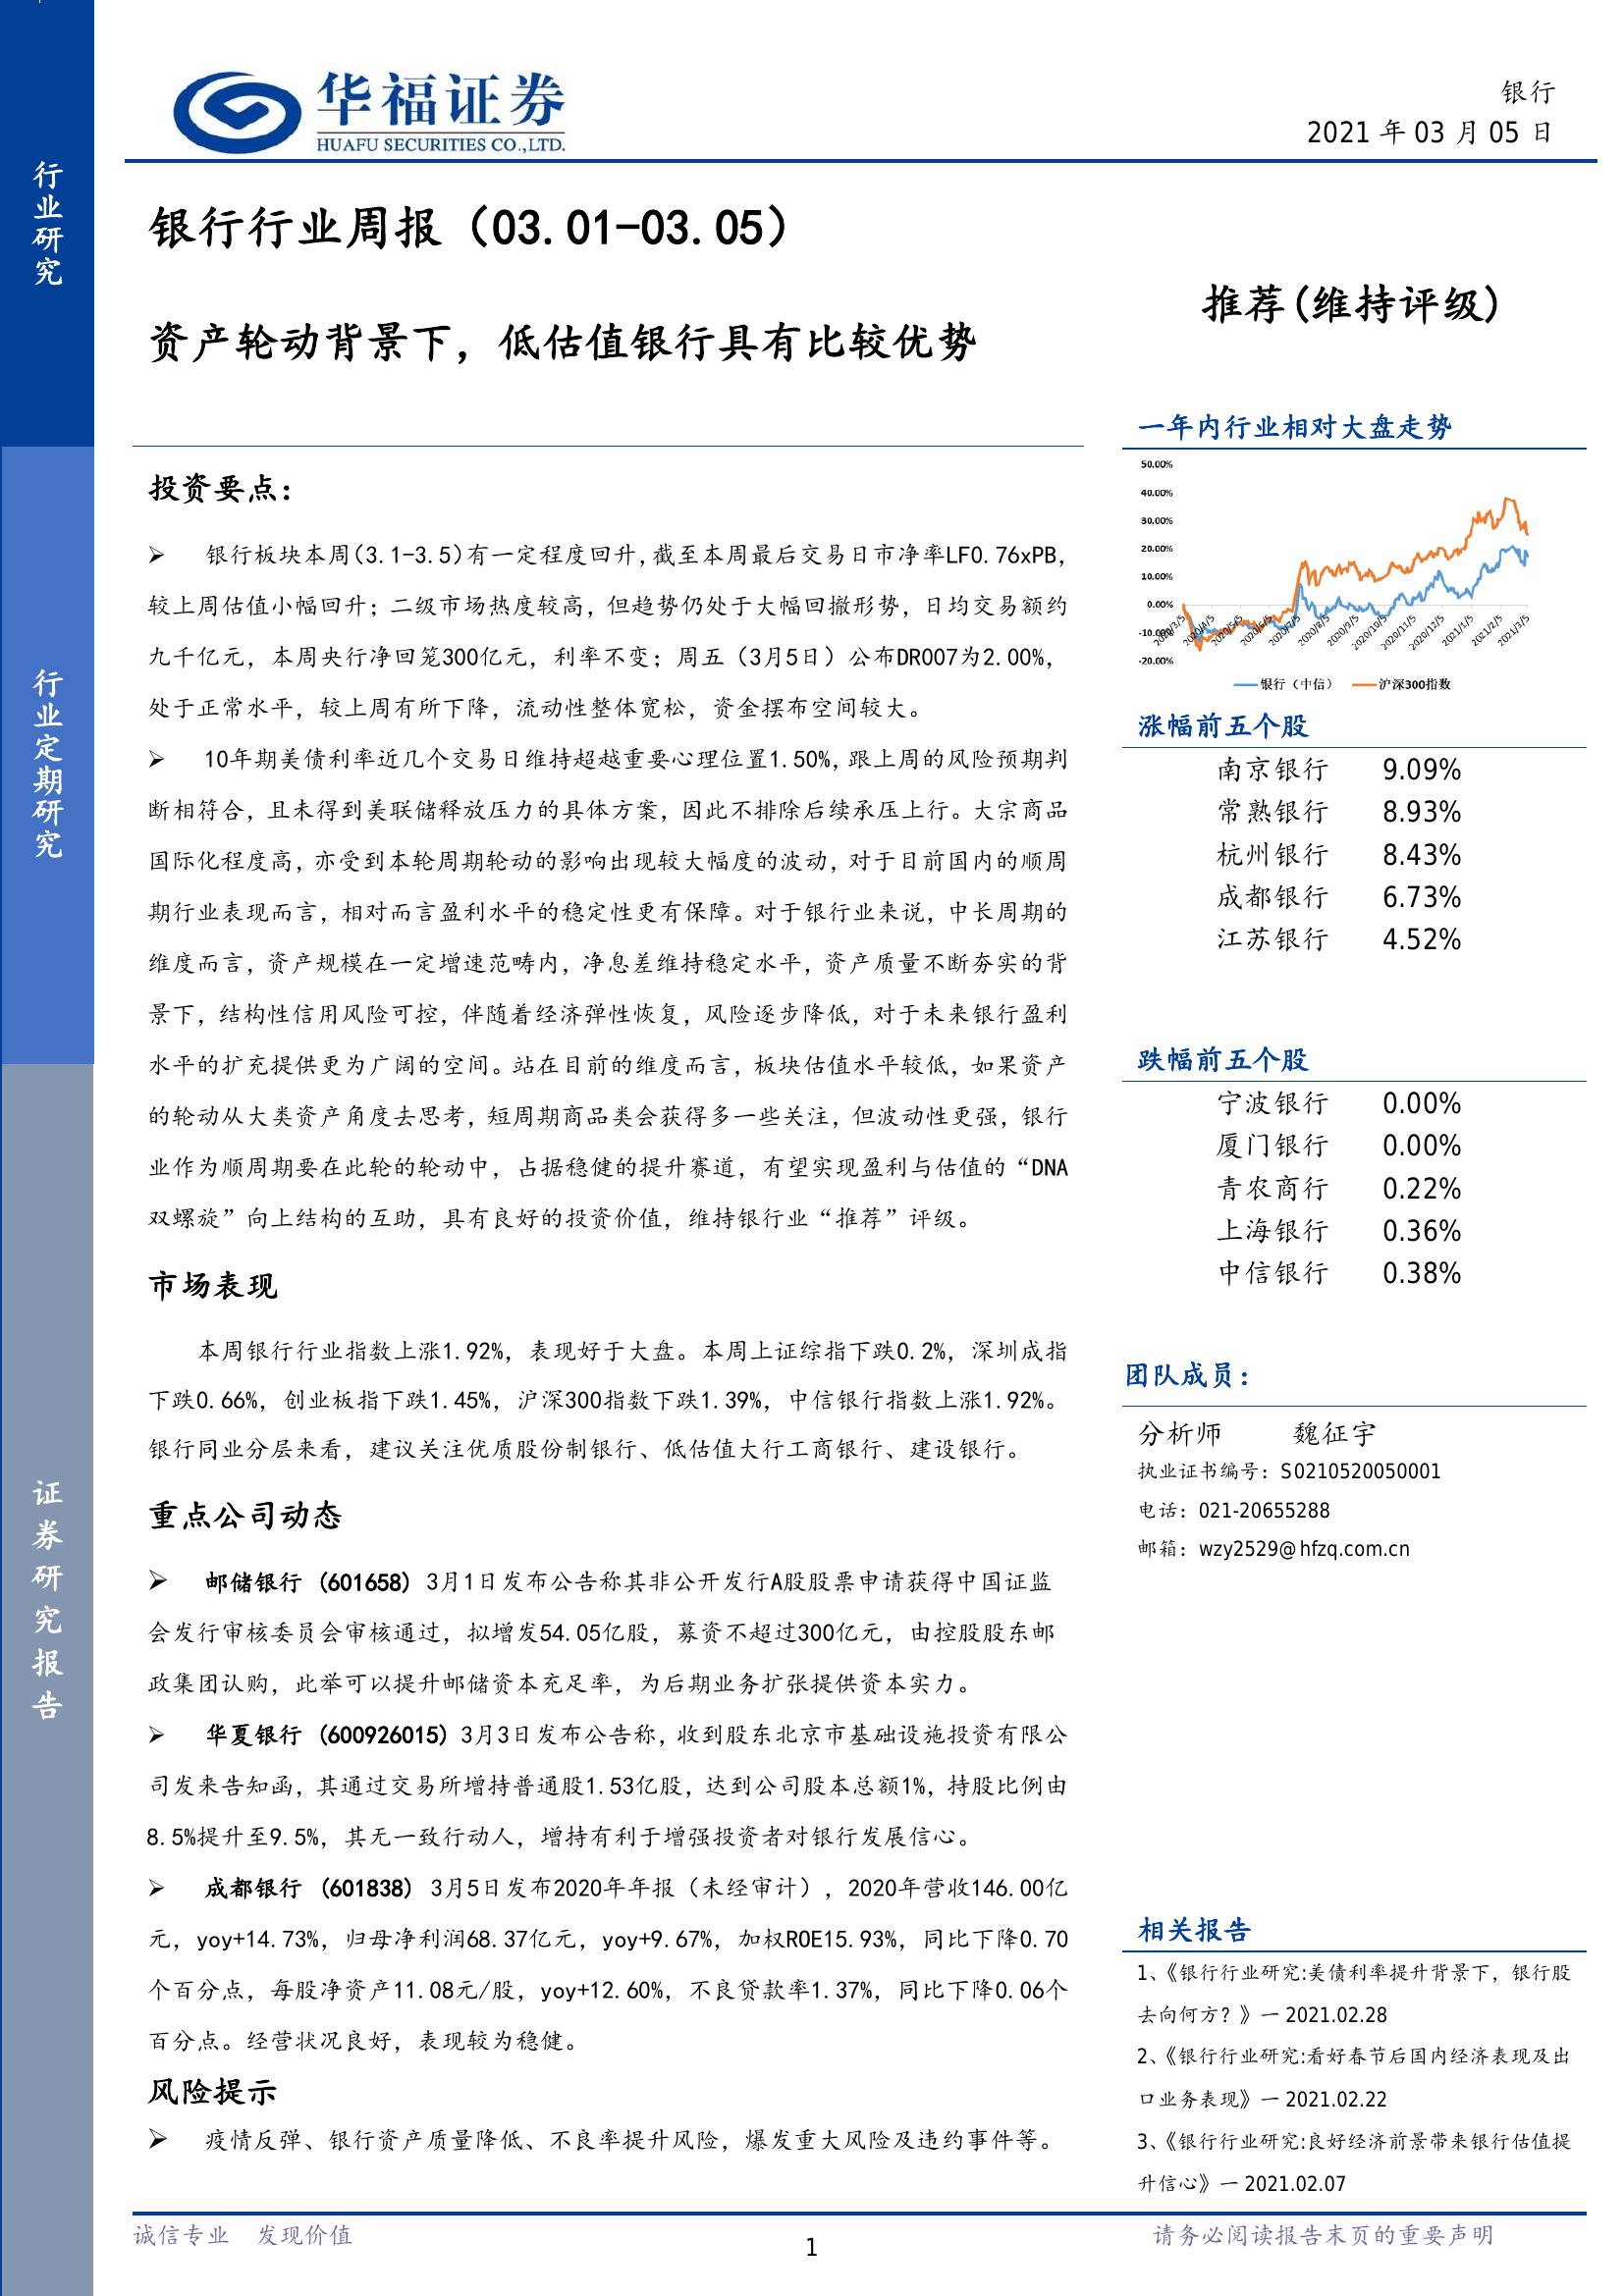 行业研究
行业定期研究
证券研究报告
华福证券
HUAFU SECURITIES CO.,LTD.
银行
2021 年 03 月 05 日
银行行业周报（03.01-03.05）
资产轮动背景下，低估值银行具有比较优势
推荐(维持评级)
投资要点：
➢ 银行板块本周(3.1-3.5)有一定程度回升,截至本周最后交易日市净率LF0.76xPB,
较上周估值小幅回升；二级市场热度较高，但趋势仍处于大幅回撤形势，日均交易额约
九千亿元，本周央行净回笼300亿元，利率不变；周五（3月5日）公布DR007为2.00%，
处于正常水平，较上周有所下降，流动性整体宽松，资金摆布空间较大。
➢ 10年期美债利率近几个交易日维持超越重要心理位置1.50%,跟上周的风险预期判
断相符合，且未得到美联储释放压力的具体方案，因此不排除后续承压上行。大宗商品
国际化程度高，亦受到本轮周期轮动的影响出现较大幅度的波动，对于目前国内的顺周
期行业表现而言，相对而言盈利水平的稳定性更有保障。对于银行业来说，中长周期的
维度而言，资产规模在一定增速范畴内，净息差维持稳定水平，资产质量不断夯实的背
景下，结构性信用风险可控，伴随着经济弹性恢复，风险逐步降低，对于未来银行盈利
水平的扩充提供更为广阔的空间。站在目前的维度而言，板块估值水平较低，如果资产
的轮动从大类资产角度去思考，短周期商品类会获得多一些关注，但波动性更强，银行
业作为顺周期要在此轮的轮动中，占据稳健的提升赛道，有望实现盈利与估值的“DNA
双螺旋”向上结构的互助，具有良好的投资价值，维持银行业“推荐”评级。
市场表现
本周银行行业指数上涨1.92%，表现好于大盘。本周上证综指下跌0.2%，深圳成指
下跌0.66%，创业板指下跌1.45%，沪深300指数下跌1.39%，中信银行指数上涨1.92%。
银行同业分层来看，建议关注优质股份制银行、低估值大行工商银行、建设银行。
重点公司动态
➢ 邮储银行 (601658) 3月1日发布公告称其非公开发行A股股票申请获得中国证监
会发行审核委员会审核通过，拟增发54.05亿股，募资不超过300亿元，由控股股东邮
政集团认购，此举可以提升邮储资本充足率，为后期业务扩张提供资本实力。
➢ 华夏银行 (600926015) 3月3日发布公告称,收到股东北京市基础设施投资有限公
司发来告知函，其通过交易所增持普通股1.53亿股，达到公司股本总额1%，持股比例由
8.5%提升至9.5%，其无一致行动人，增持有利于增强投资者对银行发展信心。
➢ 成都银行 (601838) 3月5日发布2020年年报（未经审计），2020年营收146.00亿
元，yoy+14.73%，归母净利润68.37亿元，yoy+9.67%，加权ROE15.93%，同比下降0.70
个百分点，每股净资产11.08元/股，yoy+12.60%，不良贷款率1.37%，同比下降0.06个
百分点。经营状况良好，表现较为稳健。
风险提示
➢ 疫情反弹、银行资产质量降低、不良率提升风险，爆发重大风险及违约事件等。
一年内行业相对大盘走势
50.00%
40.00%
30.00%
20.00%
10.00%
0.00%
-10.00%
-20.00%
2020/3/5
2020/4/5
2020/5/5
2020/6/5
2020/7/5
2020/8/5
2020/9/5
2020/10/5
2020/11/5
2020/12/5
2021/1/5
2021/2/5
2021/3/5
银行（中信） 沪深300指数
涨幅前五个股
南京银行 9.09%
常熟银行 8.93%
杭州银行 8.43%
成都银行 6.73%
江苏银行 4.52%
跌幅前五个股
宁波银行 0.00%
厦门银行 0.00%
青农商行 0.22%
上海银行 0.36%
中信银行 0.38%
团队成员：
分析师 魏征宇
执业证书编号：S0210520050001
电话：021-20655288
邮箱：wzy2529@hfzq.com.cn
相关报告
1、《银行行业研究:美债利率提升背景下，银行股
去向何方？》一 2021.02.28
2、《银行行业研究:看好春节后国内经济表现及出
口业务表现》一 2021.02.22
3、《银行行业研究:良好经济前景带来银行估值提
升信心》一 2021.02.07
诚信专业 发现价值
1
请务必阅读报告末页的重要声明